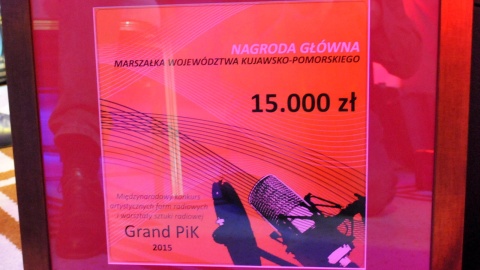 NAGRODA GŁÓWNA
MARSZAŁKA WOJEWÓDZTWA KUJAWSKO-POMORSKIEGO
15.000 zł
Międzynarodowy konkurs
artystycznych form radiowych
i warsztaty sztuki radiowej
Grand PiK
2015